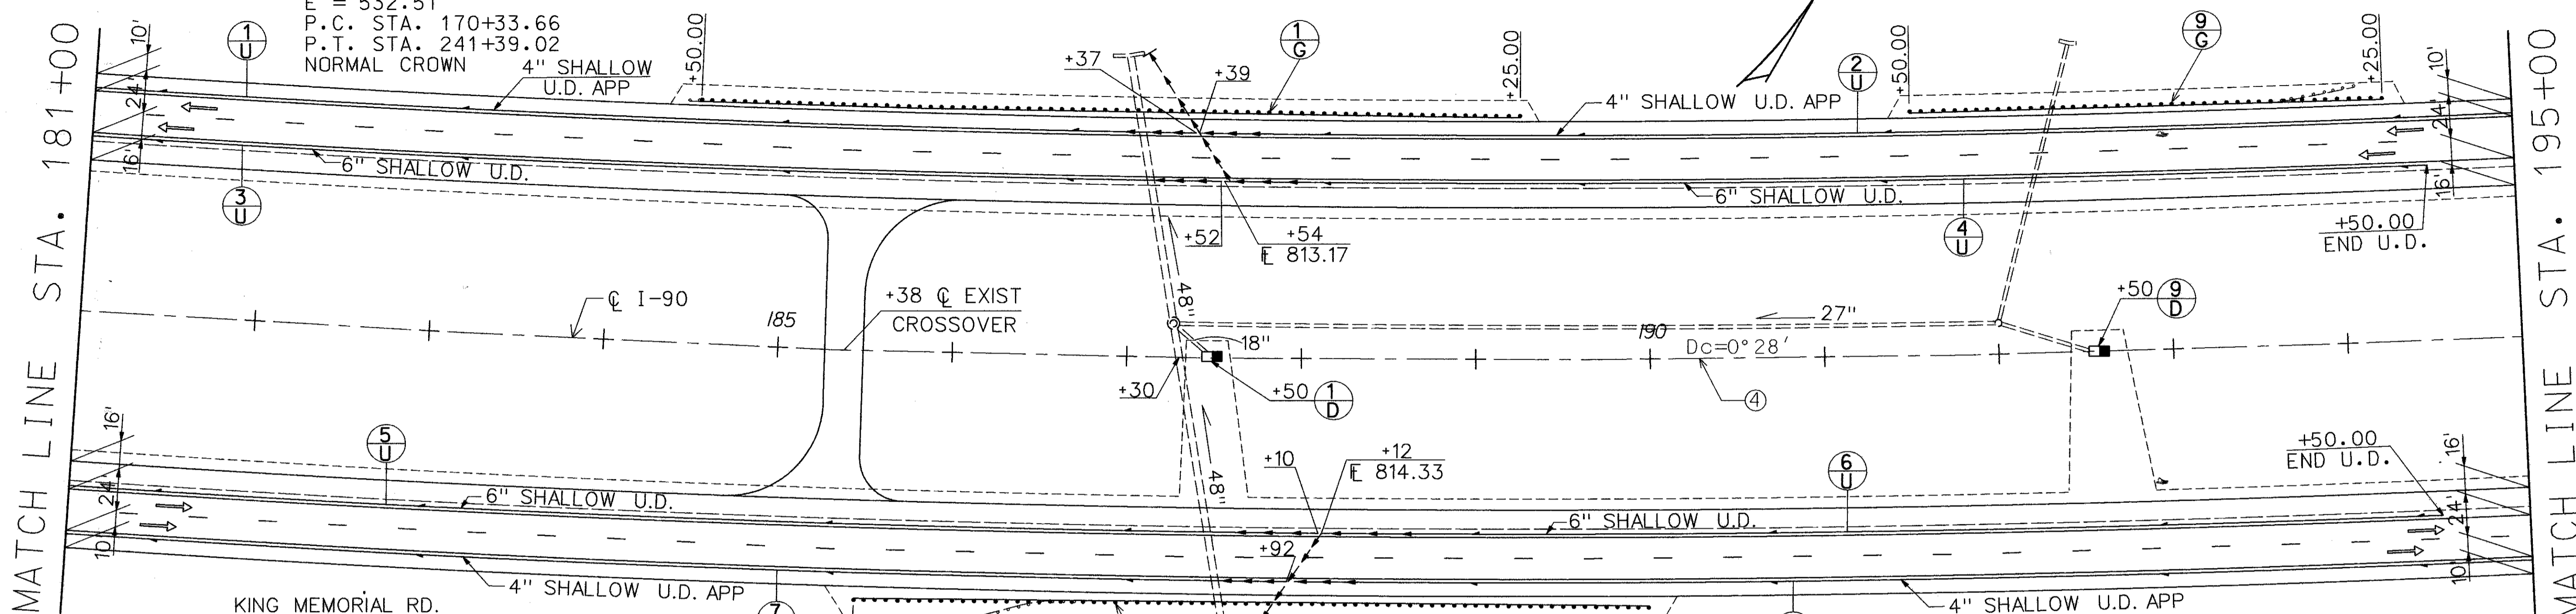 E = 532.51
P.C. STA. 170+33.66
P.T. STA. 241+39.02
NORMAL CROWN
MATCH LINE STA. 181+00
MATCH LINE STA. 195+00
10'
24'
16'
1
U
4" SHALLOW
U.D. APP
+50.00
+37
+39
1
G
+25.00
4" SHALLOW U.D. APP
2
U
+50.00
9
G
+25.00
10'
24'
16'
3
U
6" SHALLOW U.D.
+52
+54
℄ 813.17
6" SHALLOW U.D.
4
U
+50.00
END U.D.
℄ I-90
185
+38 ℄ EXIST
CROSSOVER
48"
18"
+30
+50
1
D
27"
190
Dc=0°28'
4
+50
9
D
16'
24'
10'
5
U
6" SHALLOW U.D.
48"
+10
+12
℄ 814.33
6" SHALLOW U.D.
6
U
+50.00
END U.D.
16'
24'
10'
+92
4" SHALLOW U.D. APP
7
4" SHALLOW U.D. APP
KING MEMORIAL RD.